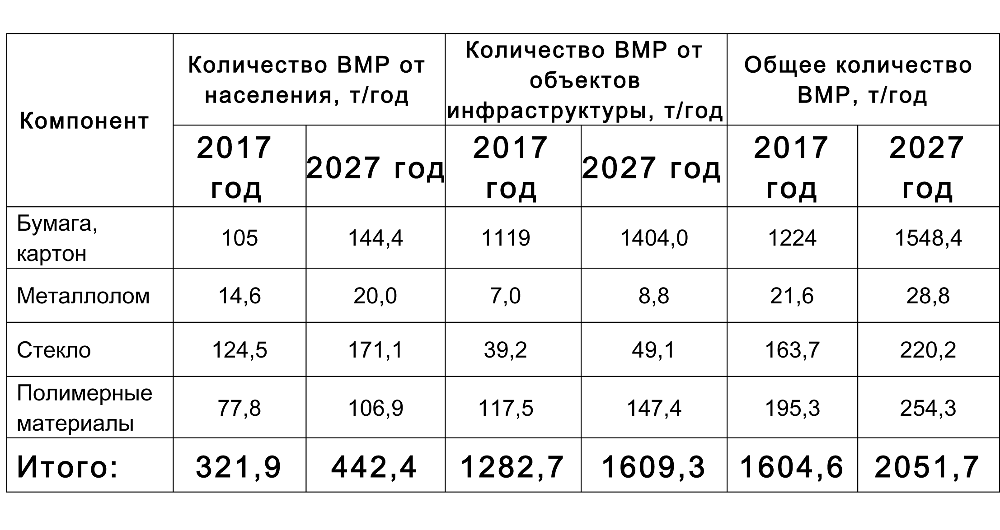 Компонент
Количество ВМР от
населения, т/год
Количество ВМР от
объектов
инфраструктуры, т/год
Общее количество
ВМР, т/год
2017
год
2027 год
2017
год
2027 год
2017
год
2027
год
Бумага,
картон
105
144,4
1119
1404,0
1224
1548,4
Металлолом
14,6
20,0
7,0
8,8
21,6
28,8
Стекло
124,5
171,1
39,2
49,1
163,7
220,2
Полимерные
материалы
77,8
106,9
117,5
147,4
195,3
254,3
Итого:
321,9
442,4
1282,7
1609,3
1604,6
2051,7